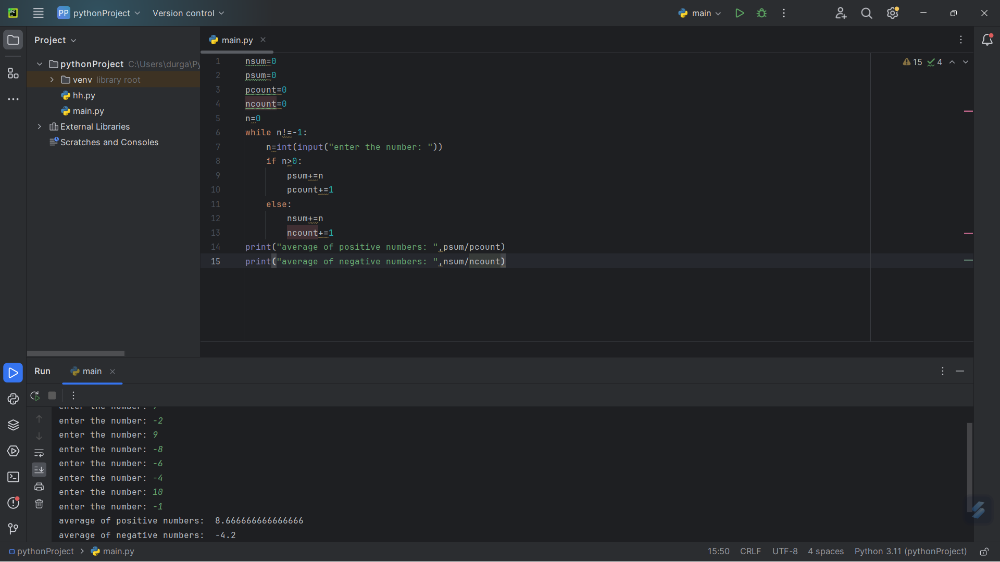 PC
PP pythonProject
Version control
main
Project
main.py
pythonProject C:\Users\durga\Py
venv library root
hh.py
main.py
External Libraries
Scratches and Consoles
15 4
1 nsum=0
2 psum=0
3 pcount=0
4 ncount=0
5 n=0
6 while n!=-1:
7 n=int(input("enter the number: "))
8 if n>0:
9 psum+=n
10 pcount+=1
11 else:
12 nsum+=n
13 ncount+=1
14 print("average of positive numbers: ",psum/pcount)
15 print("average of negative numbers: ",nsum/ncount)
Run
main
enter the number: 7
enter the number: -2
enter the number: 9
enter the number: -8
enter the number: -6
enter the number: -4
enter the number: 10
enter the number: -1
average of positive numbers:  8.666666666666666
average of negative numbers:  -4.2
pythonProject > main.py
15:50 CRLF UTF-8 4 spaces Python 3.11 (pythonProject)